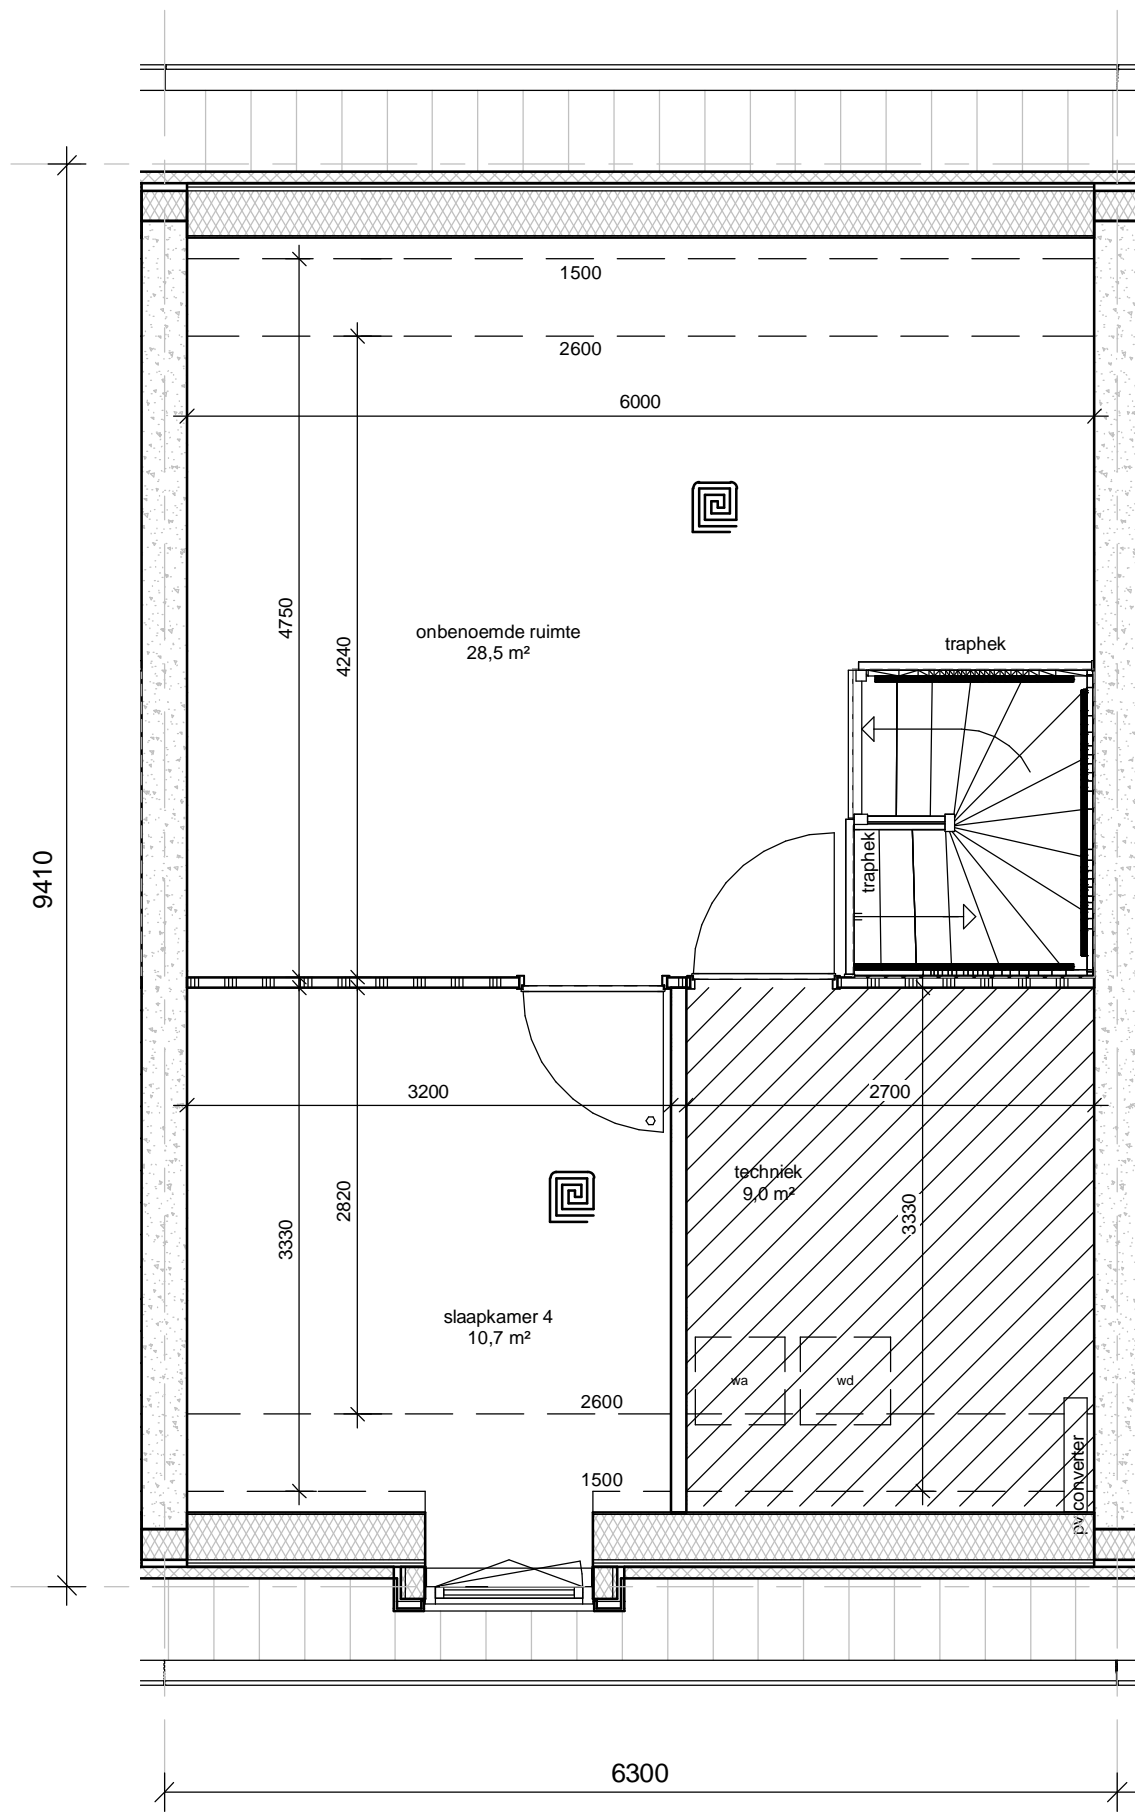 1500
2600
6000
4750
4240
onbenoemde ruimte
28,5 m²
traphek
traphek
9410
3200
2700
techniek
9,0 m²
2820
3330
3330
slaapkamer 4
10,7 m²
wa
wd
2600
1500
pv converter
6300